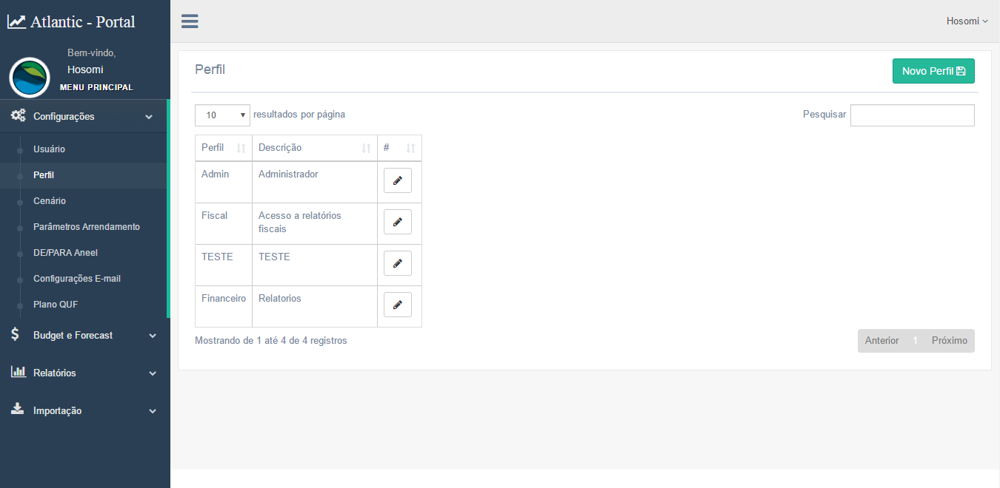 Atlantic - Portal
Hosomi
Bem-vindo,
Hosomi
MENU PRINCIPAL
Configurações
Usuário
Perfil
Cenário
Parâmetros Arrendamento
DE/PARA Aneel
Configurações E-mail
Plano QUF
Budget e Forecast
Relatórios
Importação
Perfil
Novo Perfil
10 resultados por página
Pesquisar
Perfil Descrição #
Admin Administrador
Fiscal Acesso a relatórios
fiscais
TESTE TESTE
Financeiro Relatorios
Mostrando de 1 até 4 de 4 registros
Anterior 1 Próximo